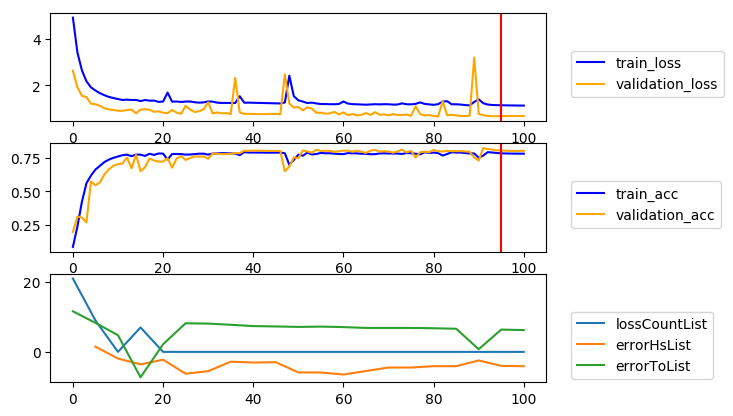 4
2
train_loss
validation_loss
0 20 40 60 80 100
0.75
0.50
0.25
train_acc
validation_acc
0 20 40 60 80 100
20
0
lossCountList
errorHsList
errorToList
0 20 40 60 80 100